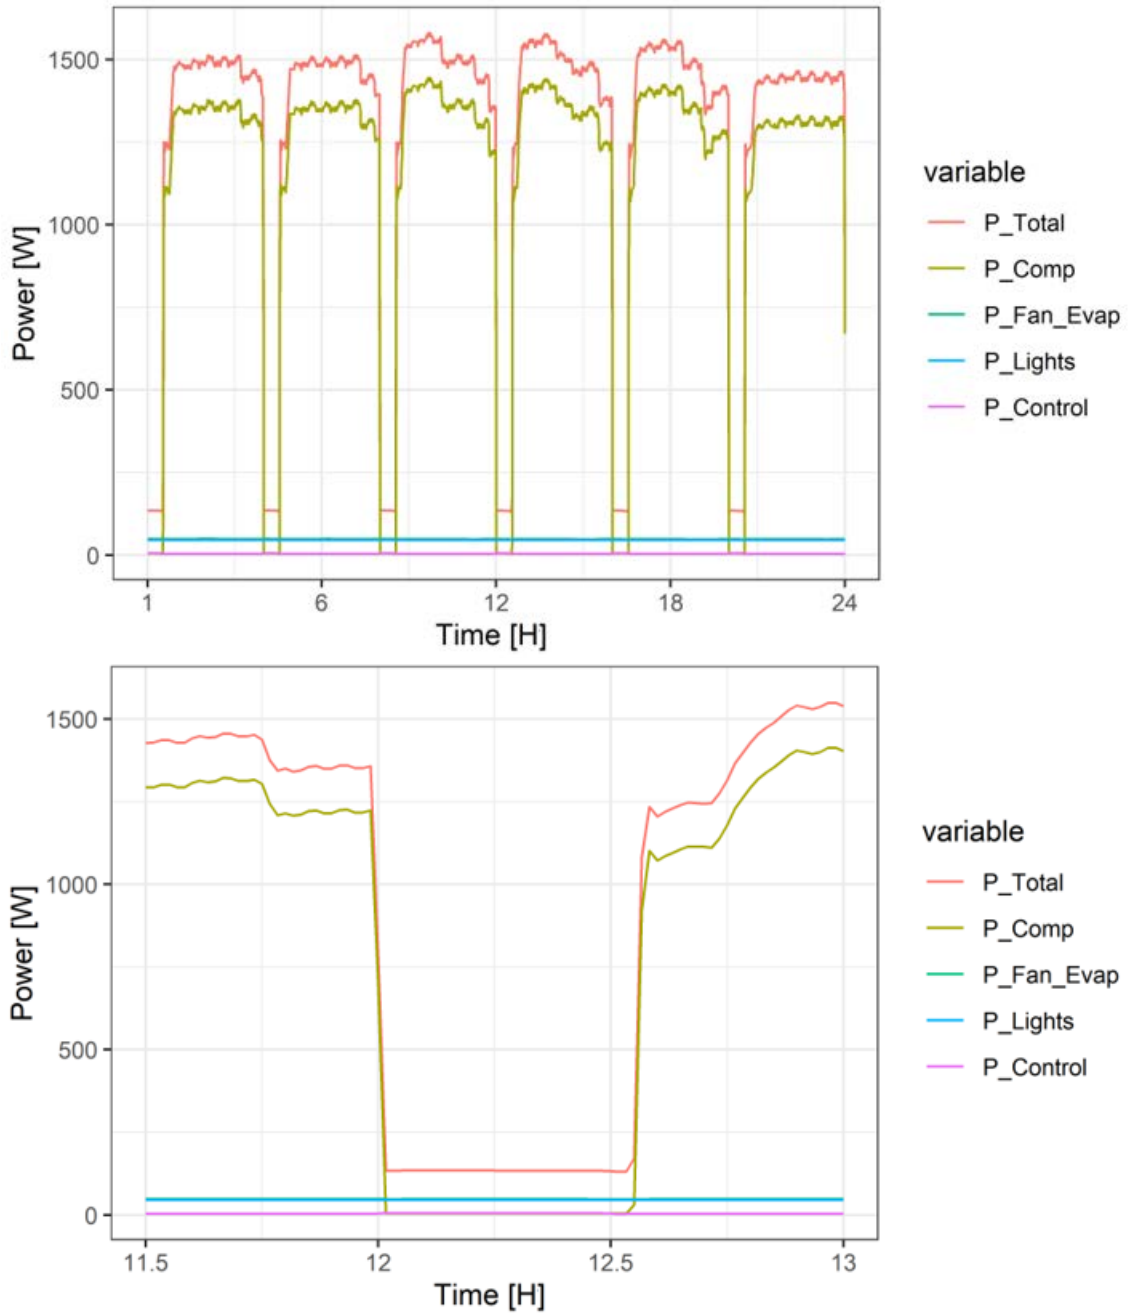 1500
1000
500
0
Power [W]
1 6 12 18 24
Time [H]
variable
P_Total
P_Comp
P_Fan_Evap
P_Lights
P_Control
1500
1000
500
0
Power [W]
11.5 12 12.5 13
Time [H]
variable
P_Total
P_Comp
P_Fan_Evap
P_Lights
P_Control